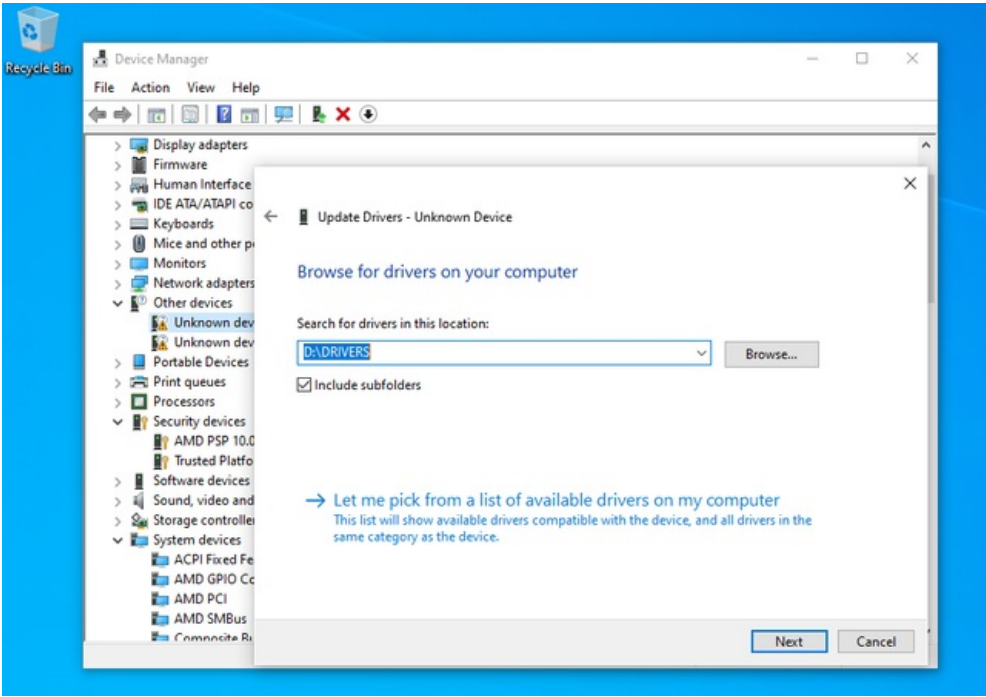 Recycle Bin
Device Manager
File Action View Help
Display adapters
Firmware
Human Interface
IDE ATA/ATAPI co
Keyboards
Mice and other p
Monitors
Network adapters
Other devices
Unknown dev
Unknown dev
Portable Devices
Print queues
Processors
Security devices
AMD PSP 10.0
Trusted Platfo
Software devices
Sound, video and
Storage controller
System devices
ACPI Fixed Fe
AMD GPIO Co
AMD PCI
AMD SMBus
Composite Bu
Update Drivers - Unknown Device
Browse for drivers on your computer
Search for drivers in this location:
D:\DRIVERS
Browse...
Include subfolders
Let me pick from a list of available drivers on my computer
This list will show available drivers compatible with the device, and all drivers in the
same category as the device.
Next Cancel